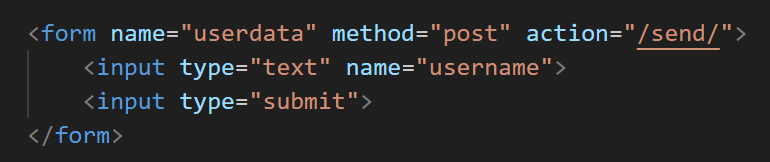 <form name="userdata" method="post" action="/send/">
<input type="text" name="username">
<input type="submit">
</form>